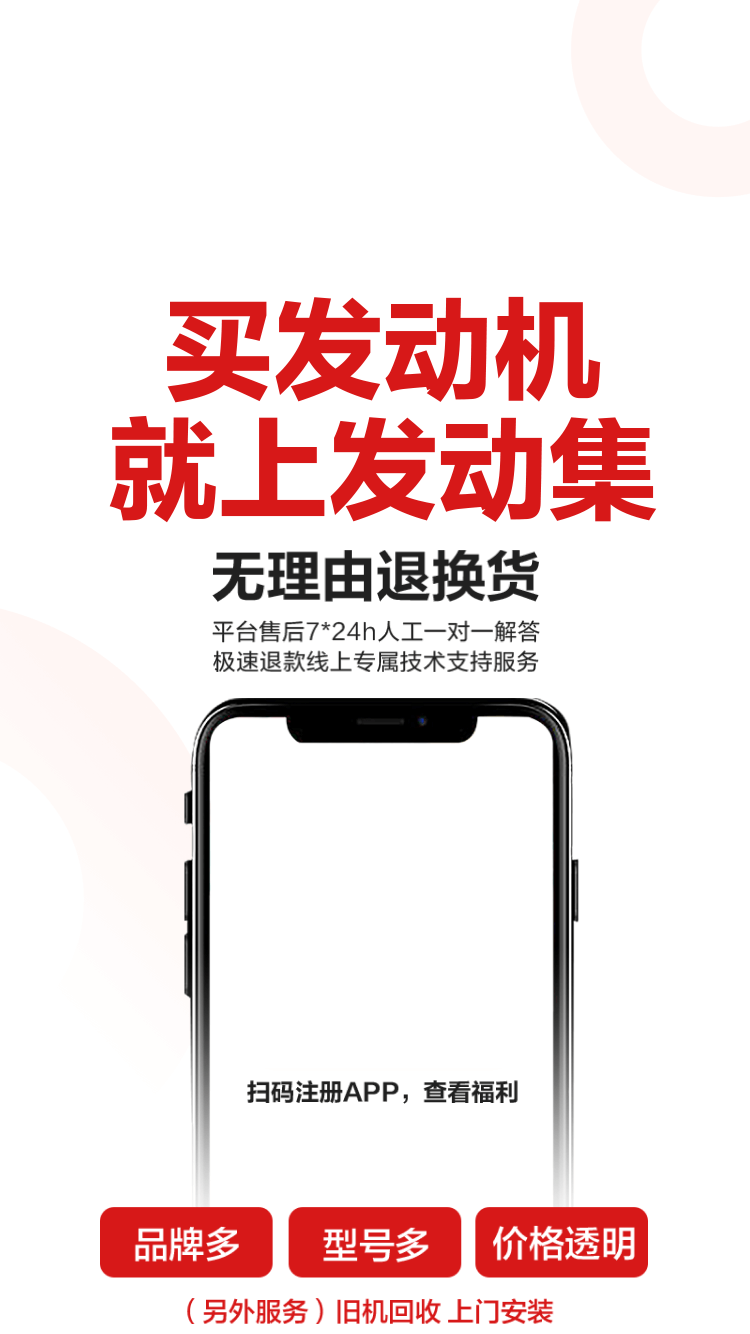 买发动机
就上发动集
无理由退换货
平台售后7*24h人工一对一解答
极速退款线上专属技术支持服务
扫码注册APP，查看福利
品牌多
型号多
价格透明
（另外服务）旧机回收 上门安装